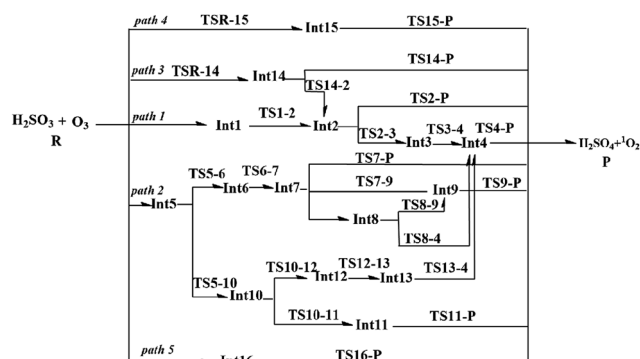 path 4 TSR-15 Int15 TS15-P
path 3 TSR-14 Int14 TS14-P
TS14-2
H₂SO₃ + O₃ path 1 Int1 TS1-2 Int2 TS2-P
R TS2-3 Int3 TS3-4 Int4 TS4-P H₂SO₄+¹O₂
P
TS7-P
path 2 Int5 TS5-6 Int6 TS6-7 Int7 TS7-9 Int9 TS9-P
Int8 TS8-9
TS8-4
TS5-10 Int10 TS10-12 Int12 TS12-13 Int13 TS13-4
TS10-11 Int11 TS11-P
path 5 Int16 TS16-P